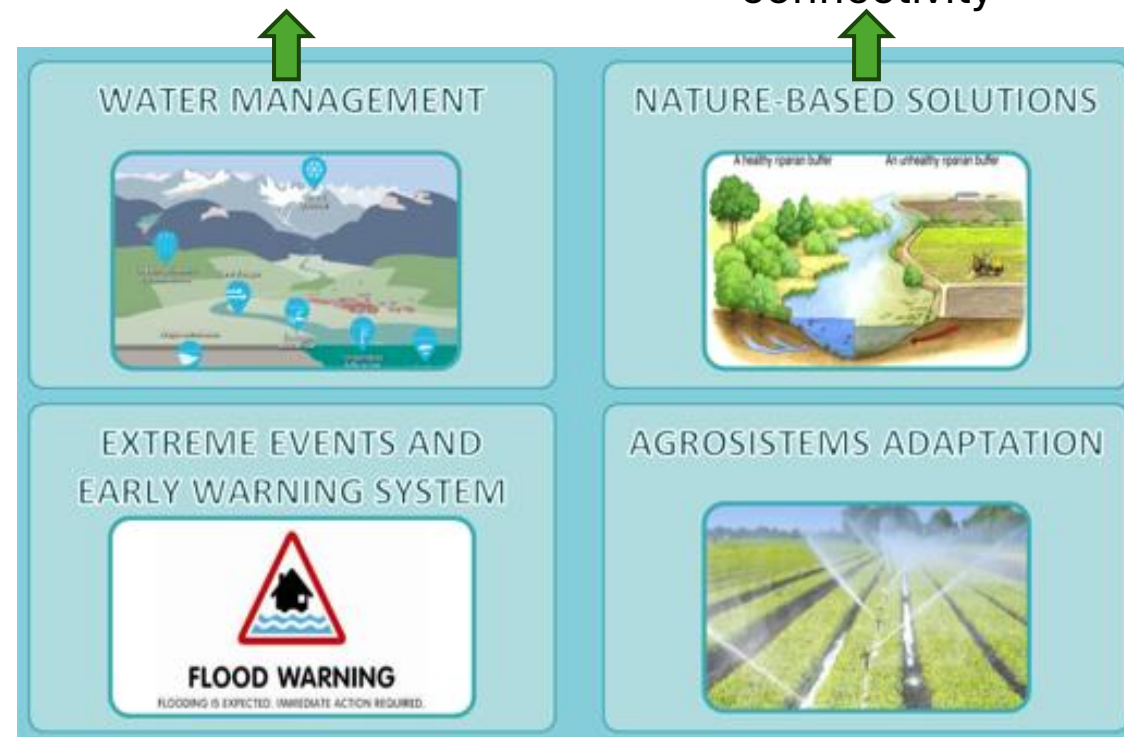 connectivity
WATER MANAGEMENT
NATURE-BASED SOLUTIONS
A healthy riparian buffer
An unhealthy riparian buffer
EXTREME EVENTS AND
EARLY WARNING SYSTEM
AGROSISTEMS ADAPTATION
FLOOD WARNING
FLOODING IS EXPECTED. IMMEDIATE ACTION REQUIRED.